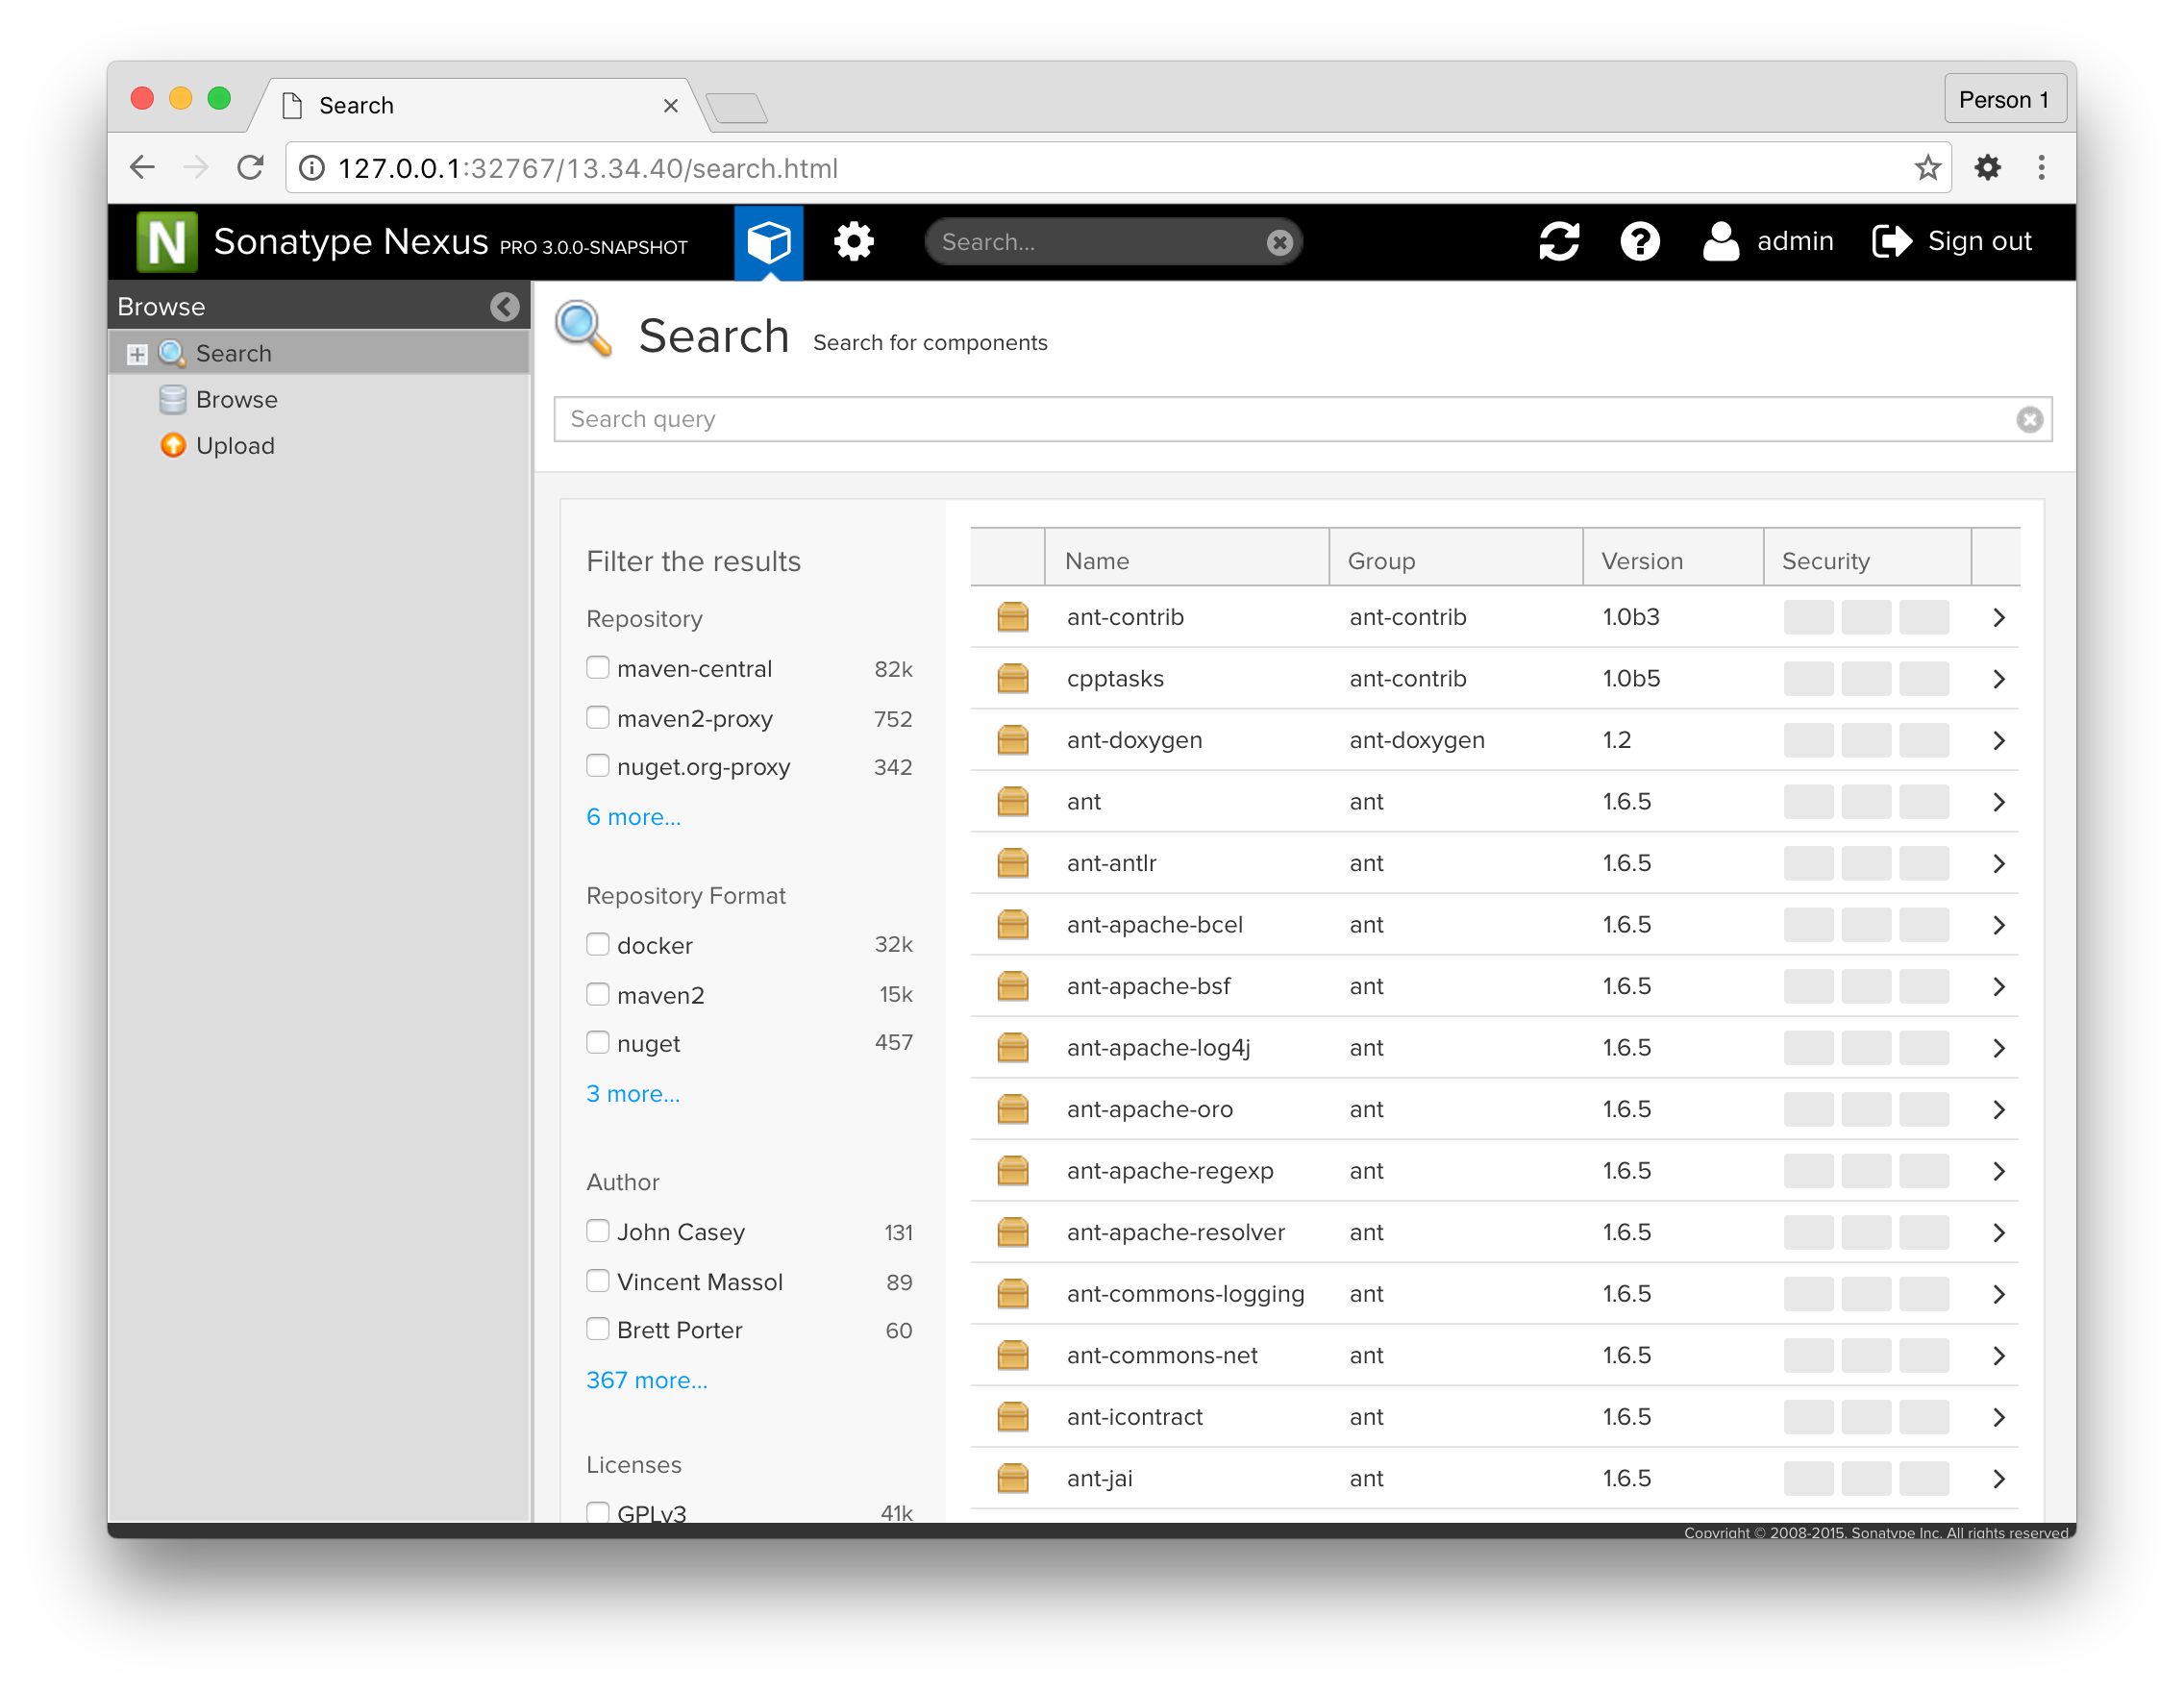 Search
Person 1
127.0.0.1:32767/13.34.40/search.html
N Sonatype Nexus PRO 3.0.0-SNAPSHOT
Search...
admin
Sign out
Browse
Search
Browse
Upload
Search Search for components
Search query
Filter the results
Repository
maven-central 82k
maven2-proxy 752
nuget.org-proxy 342
6 more...
Repository Format
docker 32k
maven2 15k
nuget 457
3 more...
Author
John Casey 131
Vincent Massol 89
Brett Porter 60
367 more...
Licenses
GPLv3 41k
Name Group Version Security
ant-contrib ant-contrib 1.0b3
cpptasks ant-contrib 1.0b5
ant-doxygen ant-doxygen 1.2
ant ant 1.6.5
ant-antlr ant 1.6.5
ant-apache-bcel ant 1.6.5
ant-apache-bsf ant 1.6.5
ant-apache-log4j ant 1.6.5
ant-apache-oro ant 1.6.5
ant-apache-regexp ant 1.6.5
ant-apache-resolver ant 1.6.5
ant-commons-logging ant 1.6.5
ant-commons-net ant 1.6.5
ant-icontract ant 1.6.5
ant-jai ant 1.6.5
Copyright © 2008-2015, Sonatype Inc. All rights reserved